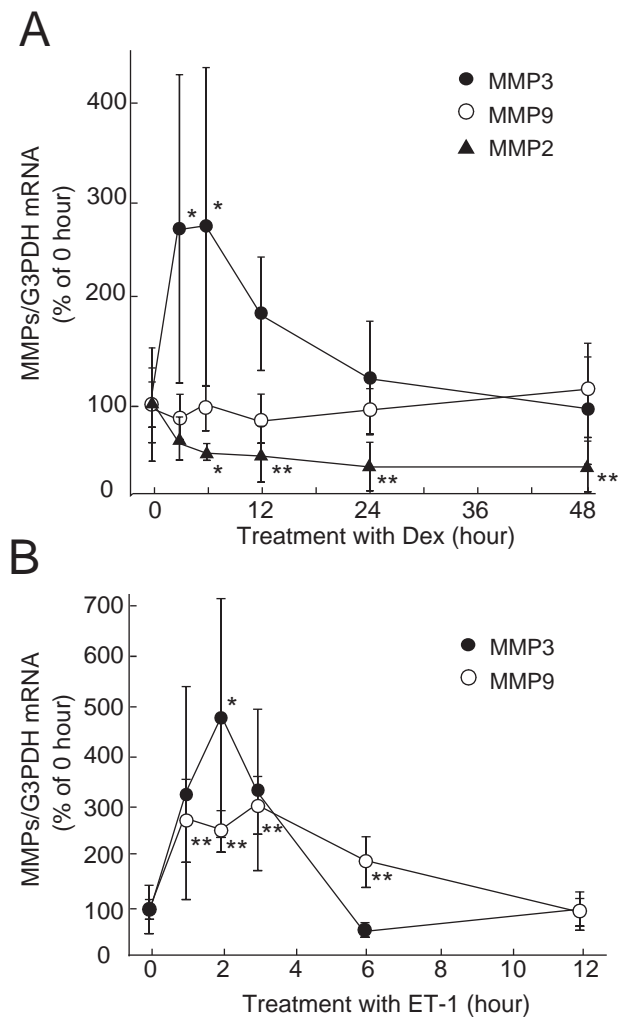 A
MMPs/G3PDH mRNA
(% of 0 hour)
400
300
200
100
0
MMP3
MMP9
MMP2
*
*
*
**
**
**
0
12
24
36
48
Treatment with Dex (hour)
B
MMPs/G3PDH mRNA
(% of 0 hour)
700
600
500
400
300
200
100
0
MMP3
MMP9
*
**
**
**
**
0
2
4
6
8
10
12
Treatment with ET-1 (hour)